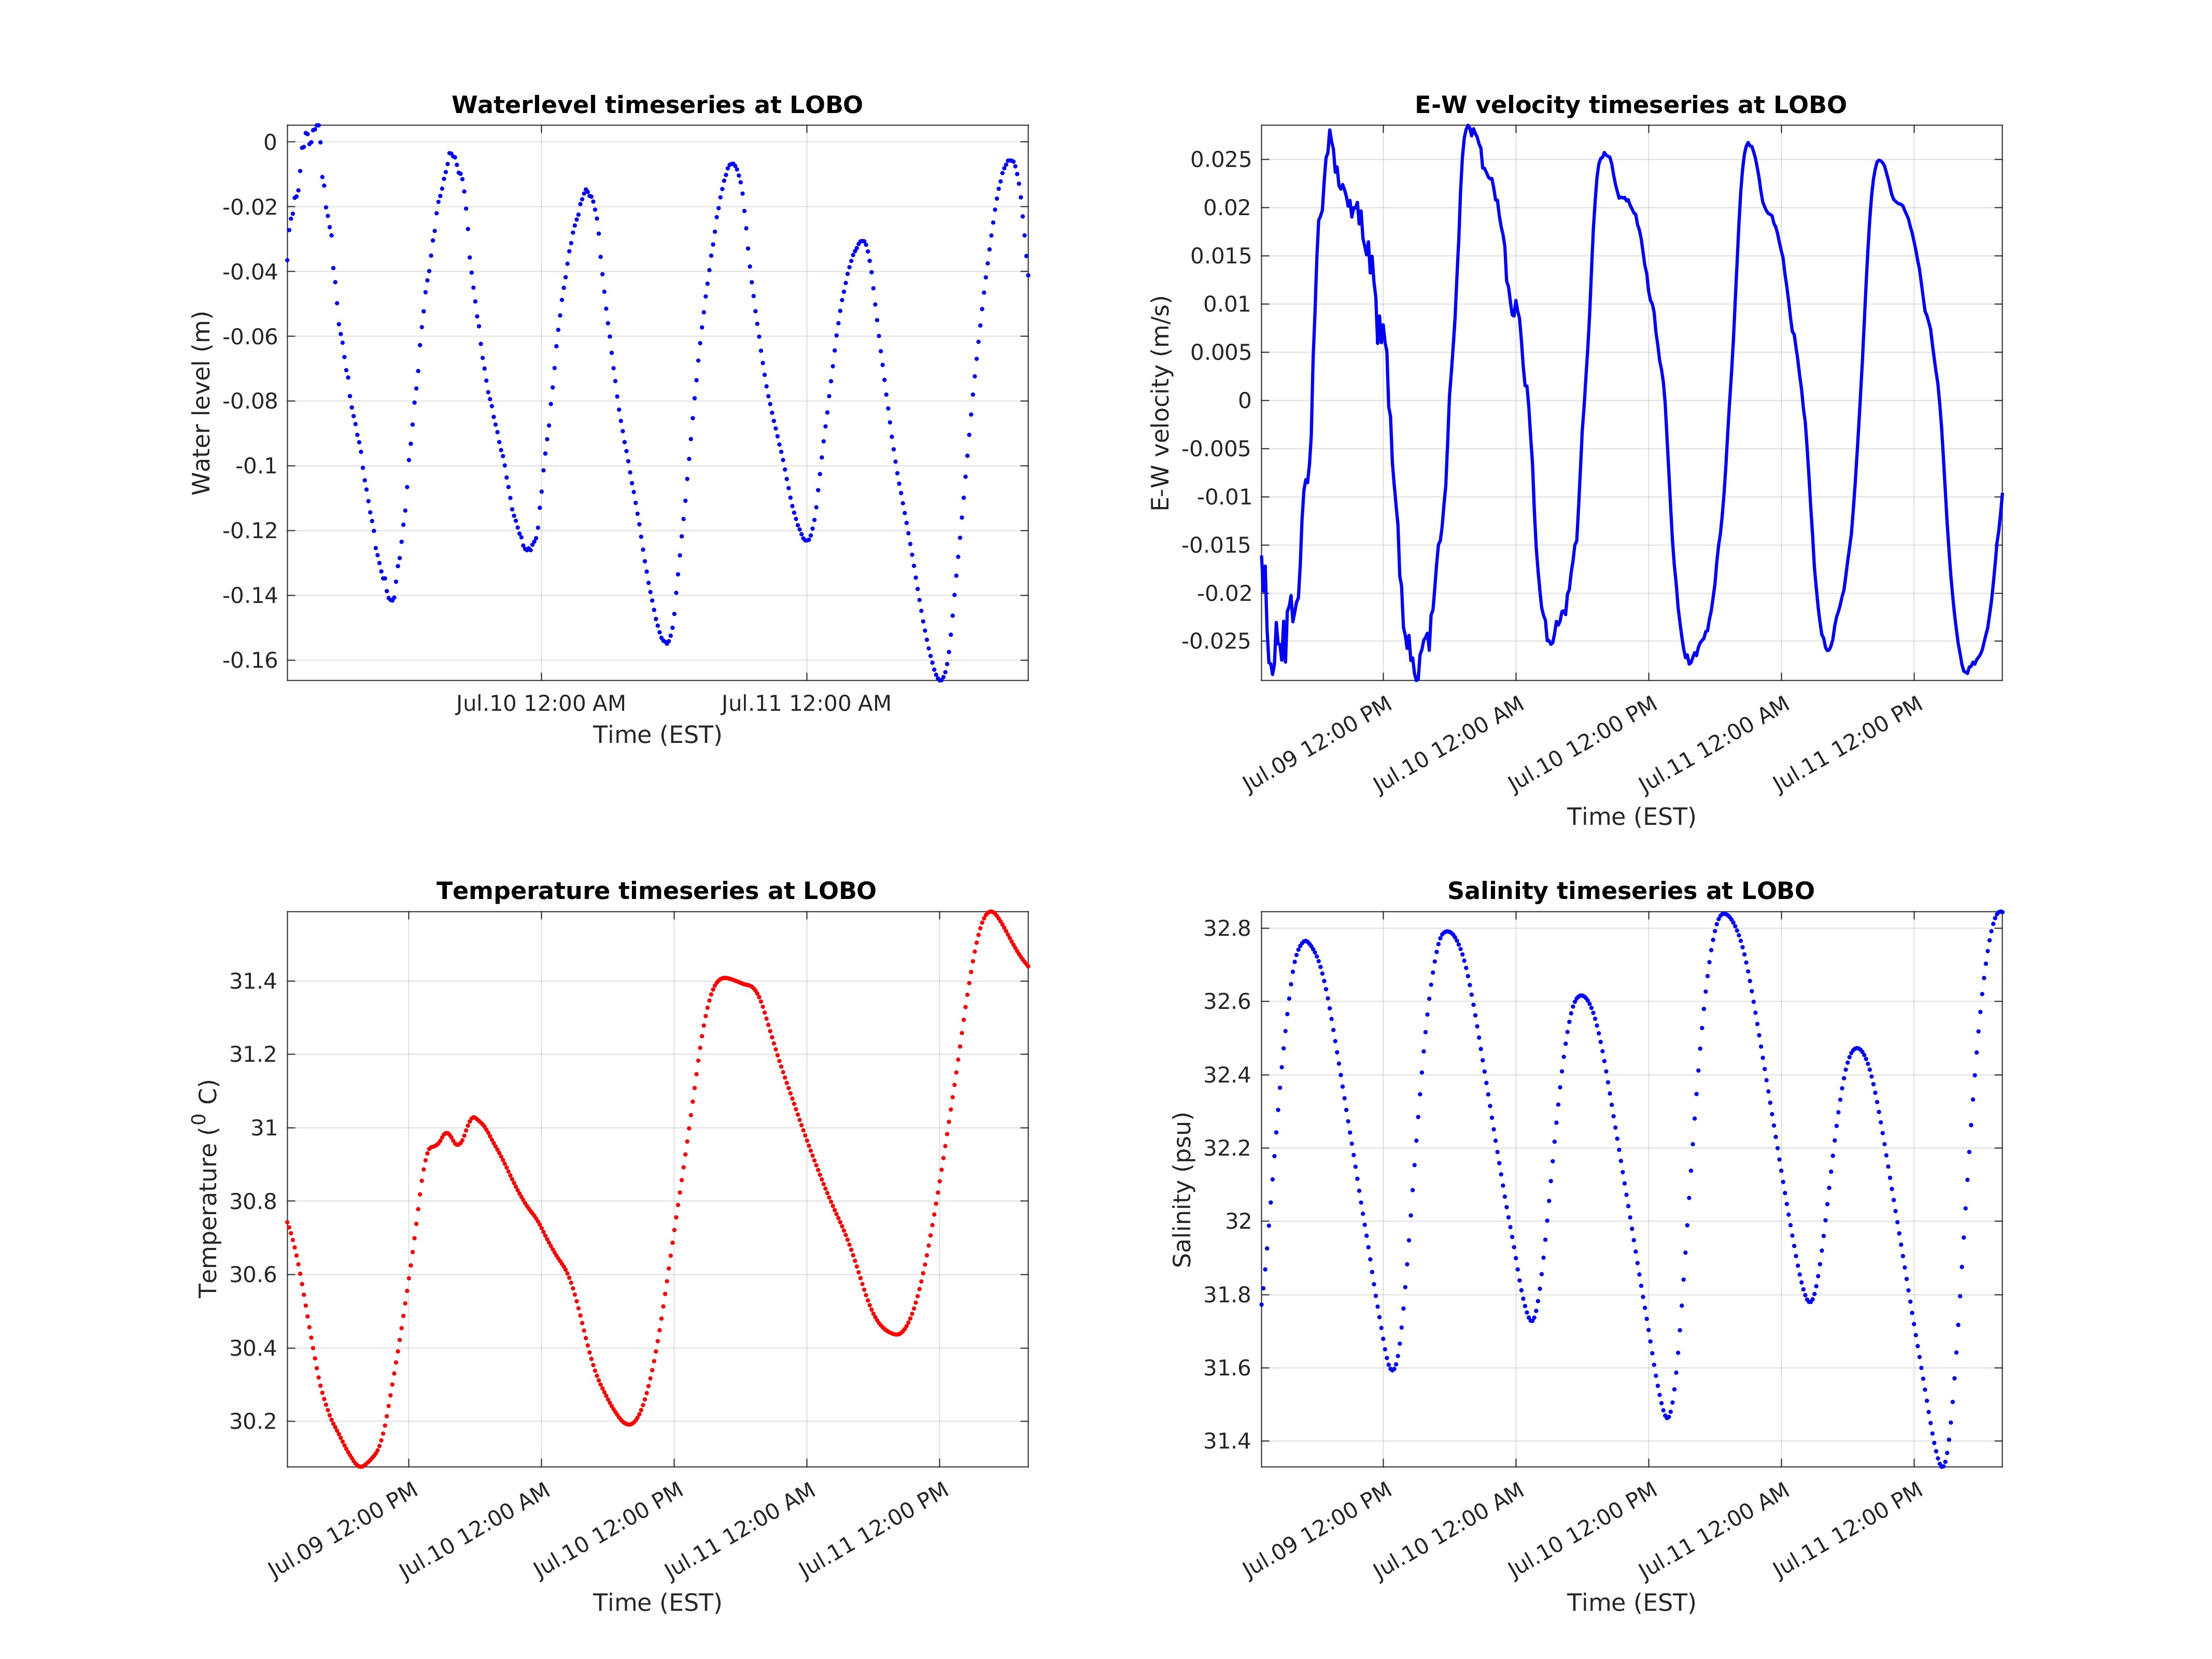 Waterlevel timeseries at LOBO
0
-0.02
-0.04
-0.06
-0.08
-0.1
-0.12
-0.14
-0.16
Water level (m)
Jul.10 12:00 AM
Jul.11 12:00 AM
Time (EST)
E-W velocity timeseries at LOBO
0.025
0.02
0.015
0.01
0.005
0
-0.005
-0.01
-0.015
-0.02
-0.025
E-W velocity (m/s)
Jul.09 12:00 PM
Jul.10 12:00 AM
Jul.10 12:00 PM
Jul.11 12:00 AM
Jul.11 12:00 PM
Time (EST)
Temperature timeseries at LOBO
31.4
31.2
31
30.8
30.6
30.4
30.2
Temperature (⁰ C)
Jul.09 12:00 PM
Jul.10 12:00 AM
Jul.10 12:00 PM
Jul.11 12:00 AM
Jul.11 12:00 PM
Time (EST)
Salinity timeseries at LOBO
32.8
32.6
32.4
32.2
32
31.8
31.6
31.4
Salinity (psu)
Jul.09 12:00 PM
Jul.10 12:00 AM
Jul.10 12:00 PM
Jul.11 12:00 AM
Jul.11 12:00 PM
Time (EST)